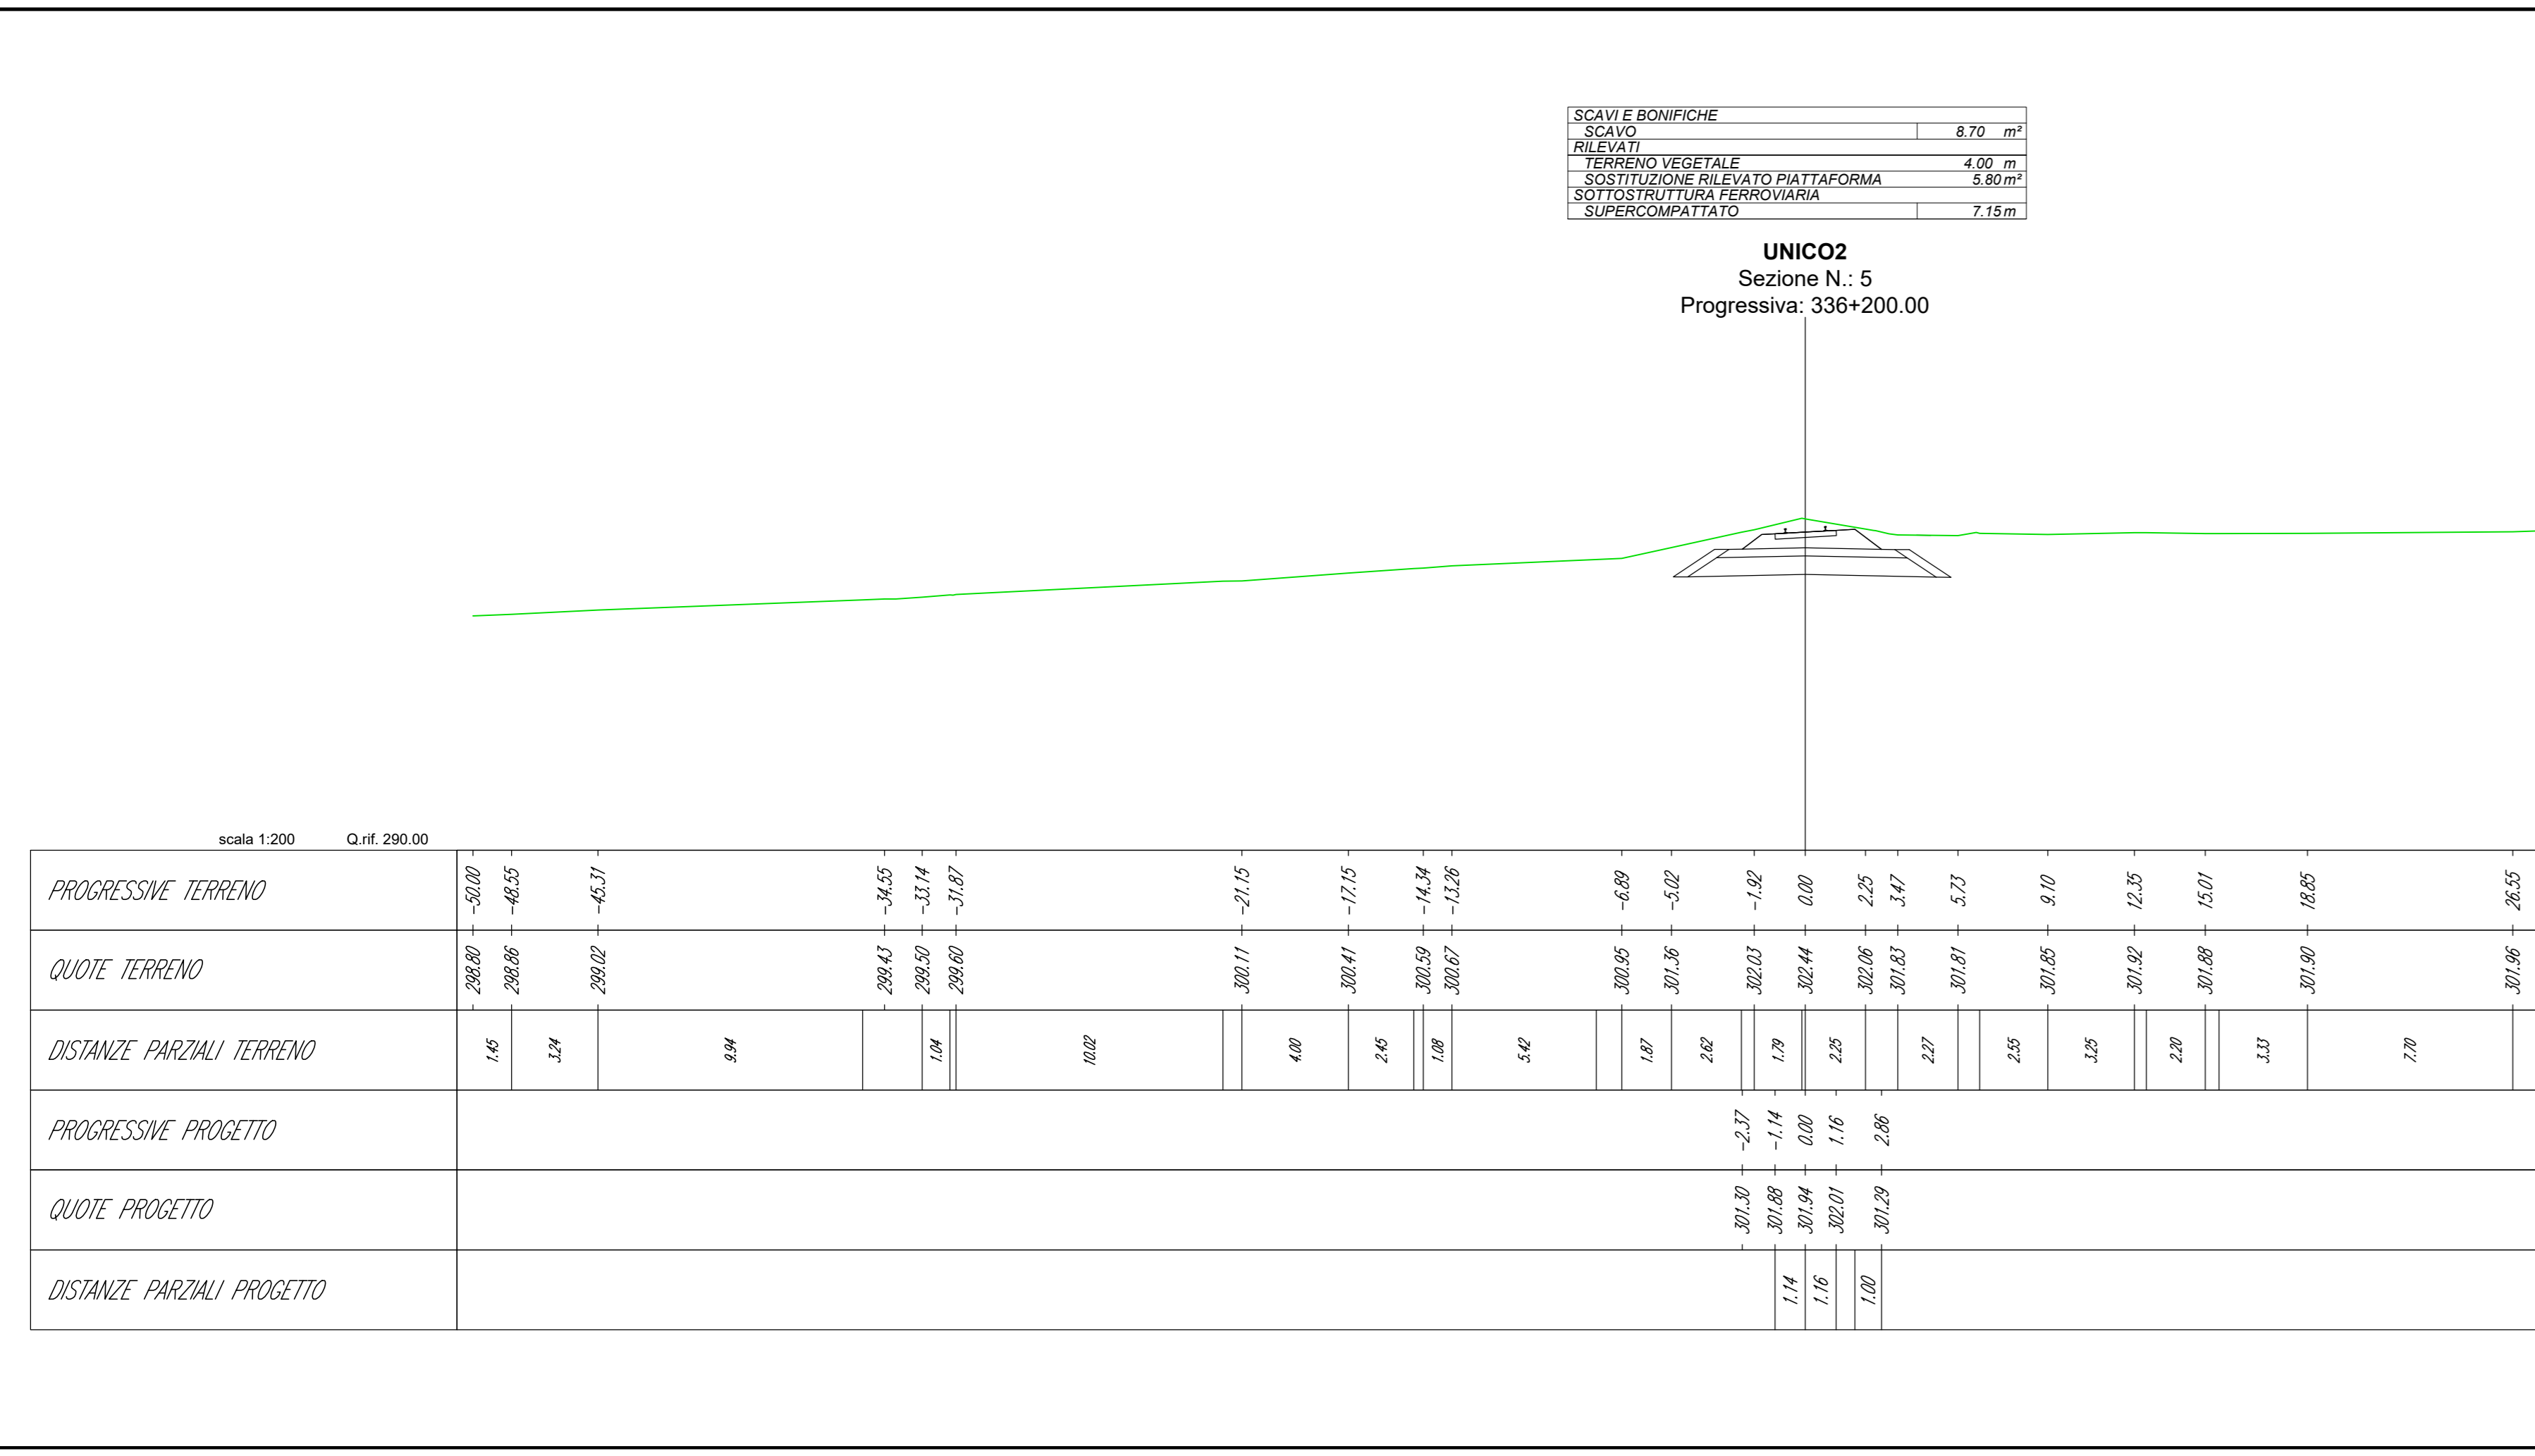 SCAVI E BONIFICHE
SCAVO 8.70 m²
RILEVATI
TERRENO VEGETALE 4.00 m
SOSTITUZIONE RILEVATO PIATTAFORMA 5.80 m²
SOTTOSTRUTTURA FERROVIARIA
SUPERCOMPATTATO 7.15 m
UNICO2
Sezione N.: 5
Progressiva: 336+200.00
scala 1:200 Q.rif. 290.00
PROGRESSIVE TERRENO -50.00 -48.55 -45.31 -34.55 -33.14 -31.87 -21.15 -17.15 -14.34 -13.26 -6.89 -5.02 -1.92 0.00 2.25 3.47 5.73 9.10 12.35 15.01 18.85 26.55
QUOTE TERRENO 298.80 298.86 299.02 299.43 299.50 299.60 300.11 300.41 300.59 300.67 300.95 301.36 302.03 302.44 302.06 301.83 301.81 301.85 301.92 301.88 301.90 301.96
DISTANZE PARZIALI TERRENO 1.45 3.24 9.94 1.04 10.02 4.00 2.45 1.08 5.42 1.87 2.62 1.79 2.25 2.27 2.55 3.25 2.20 3.33 7.70
PROGRESSIVE PROGETTO -2.37 -1.14 0.00 1.16 2.86
QUOTE PROGETTO 301.30 301.88 301.94 302.01 301.29
DISTANZE PARZIALI PROGETTO 1.14 1.16 1.00